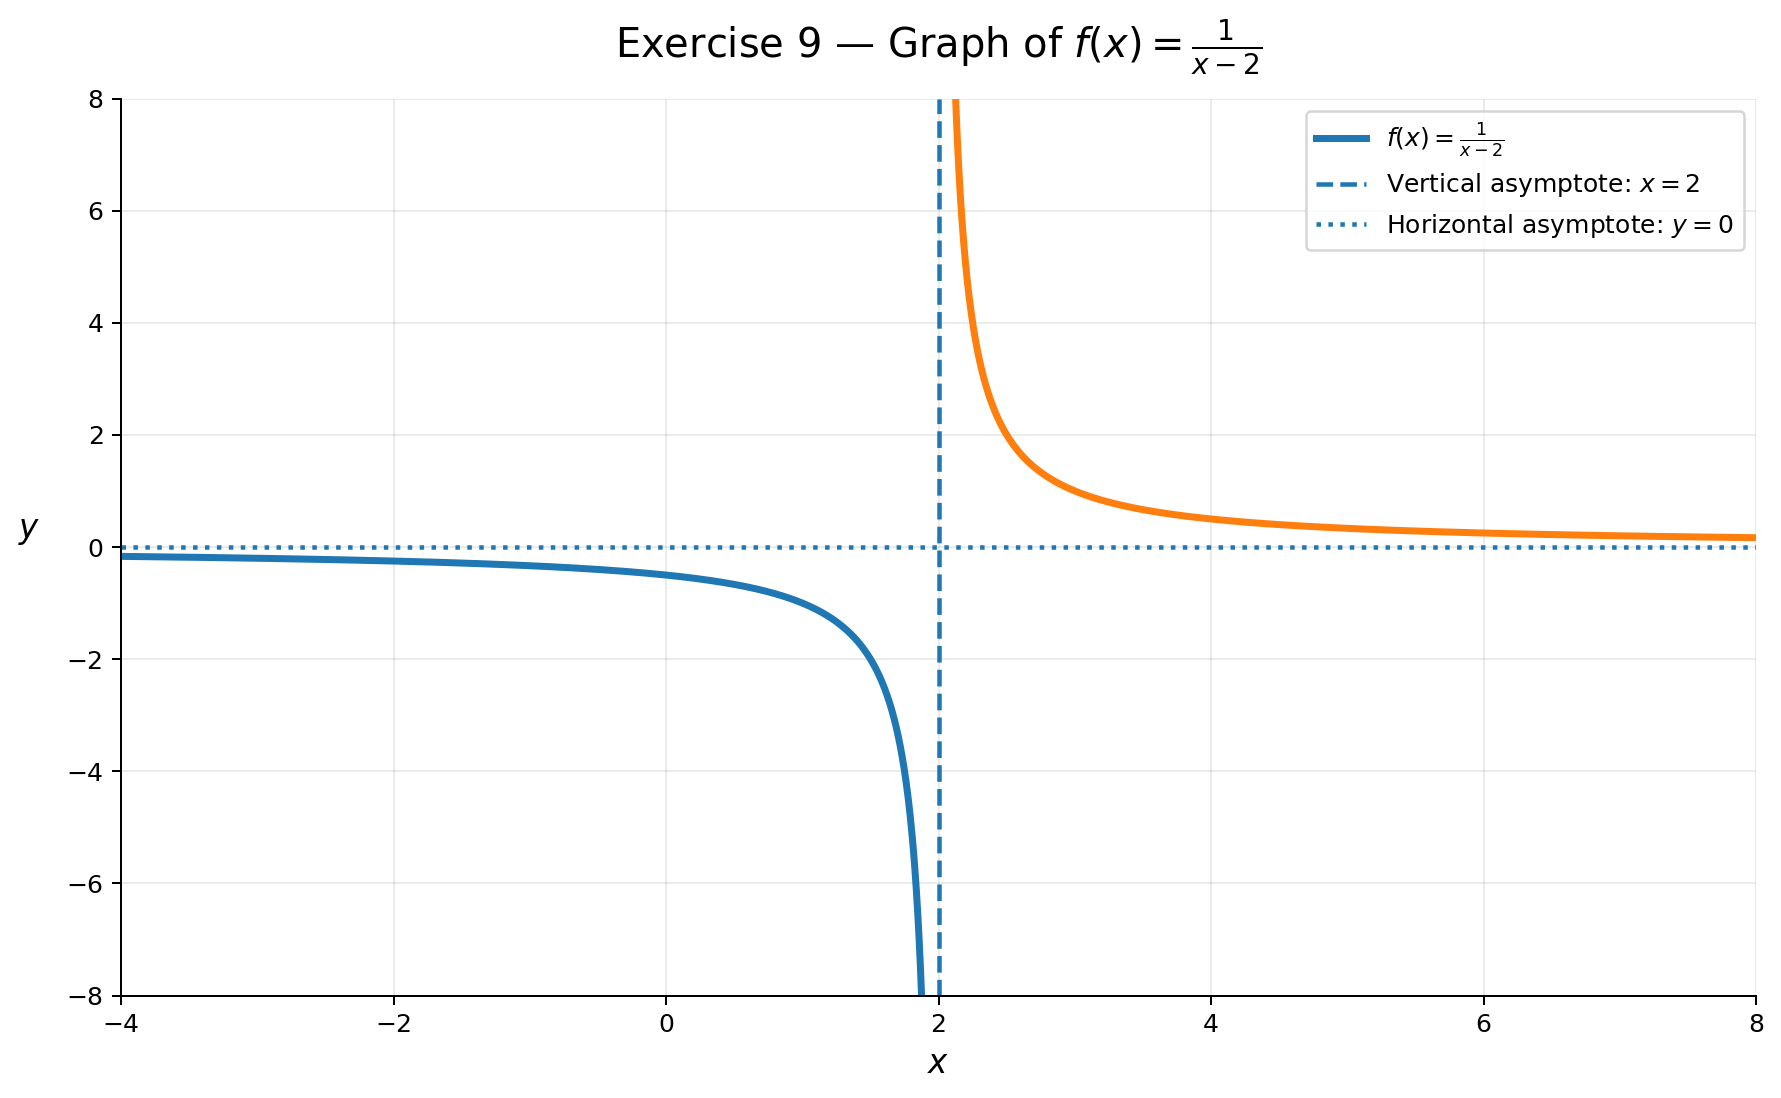 Exercise 9 — Graph of f(x) = 1/(x − 2)
8
6
4
2
0
−2
−4
−6
−8
y
−4 −2 0 2 4 6 8
x
f(x) = 1/(x − 2)
Vertical asymptote: x = 2
Horizontal asymptote: y = 0